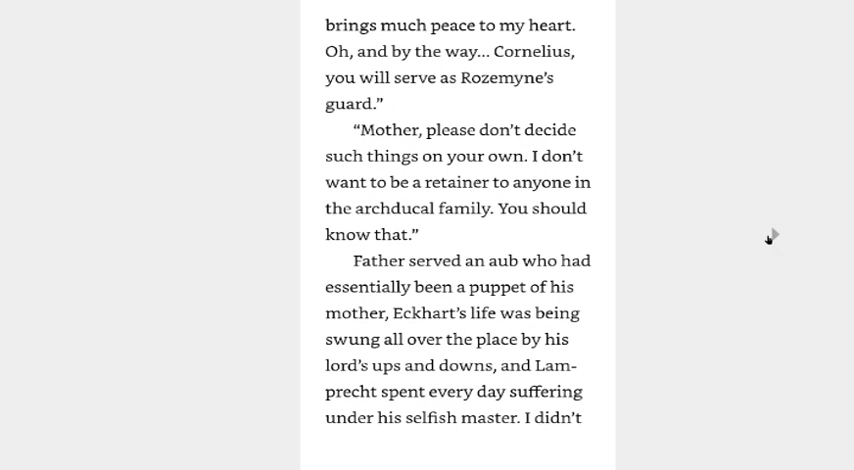 brings much peace to my heart.
Oh, and by the way... Cornelius,
you will serve as Rozemyne’s
guard.”
“Mother, please don’t decide
such things on your own. I don’t
want to be a retainer to anyone in
the archducal family. You should
know that.”
Father served an aub who had
essentially been a puppet of his
mother, Eckhart’s life was being
swung all over the place by his
lord’s ups and downs, and Lam-
precht spent every day suffering
under his selfish master. I didn’t